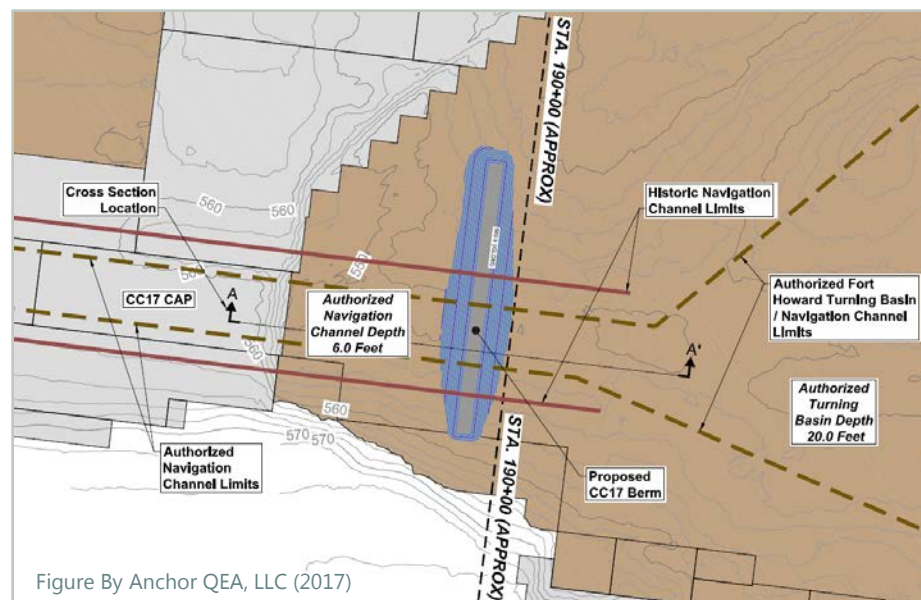 STA. 190+00 (APPROX)
Cross Section
Location
560
560
560
550
Historic Navigation
Channel Limits
CC17 CAP
A
Authorized
Navigation
Channel Depth
6.0 Feet
Authorized Fort
Howard Turning Basin
/ Navigation Channel
Limits
A'
560
560
Authorized
Turning
Basin Depth
20.0 Feet
570
570
Authorized
Navigation
Channel Limits
STA. 190+00 (APPROX)
Proposed
CC17 Berm
Figure By Anchor QEA, LLC (2017)